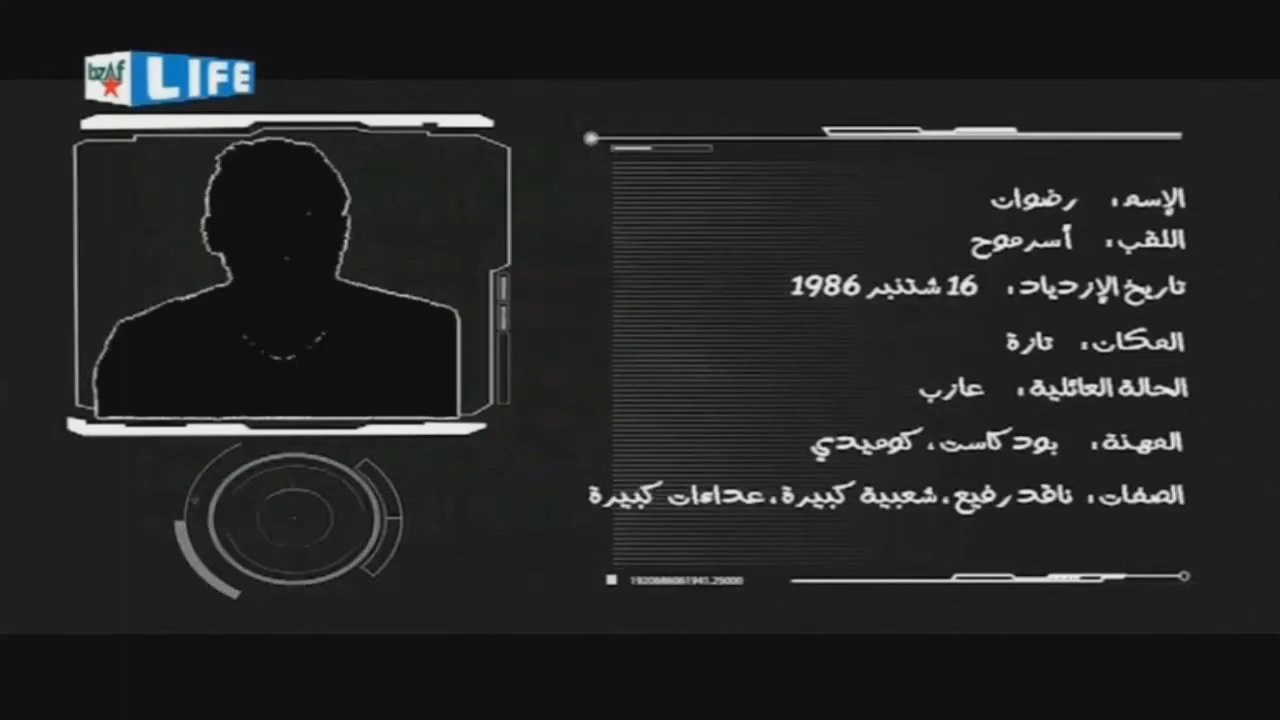 bzAf
LIFE
الإسم: رضوان
اللقب: أسرموح
تاريخ الإزدياد: 16 شتنبر 1986
المكان: تازة
الحالة العائلية: عازب
المهنة: بودكاست، كوميدي
الصفات: ناقد رفيع، شعبية كبيرة، عداءات كبيرة